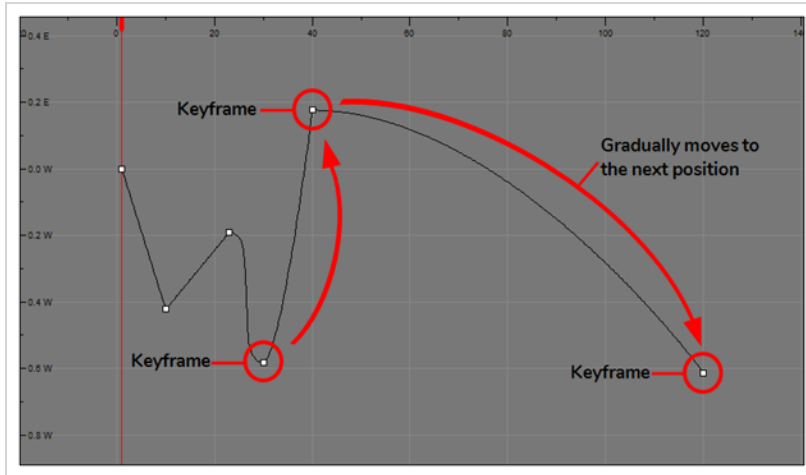 0 20 40 60 80 100 120 140
0.4 E
0.2 E
Keyframe
Gradually moves to
the next position
0.0 W
0.2 W
0.4 W
Keyframe
0.6 W
Keyframe
0.8 W